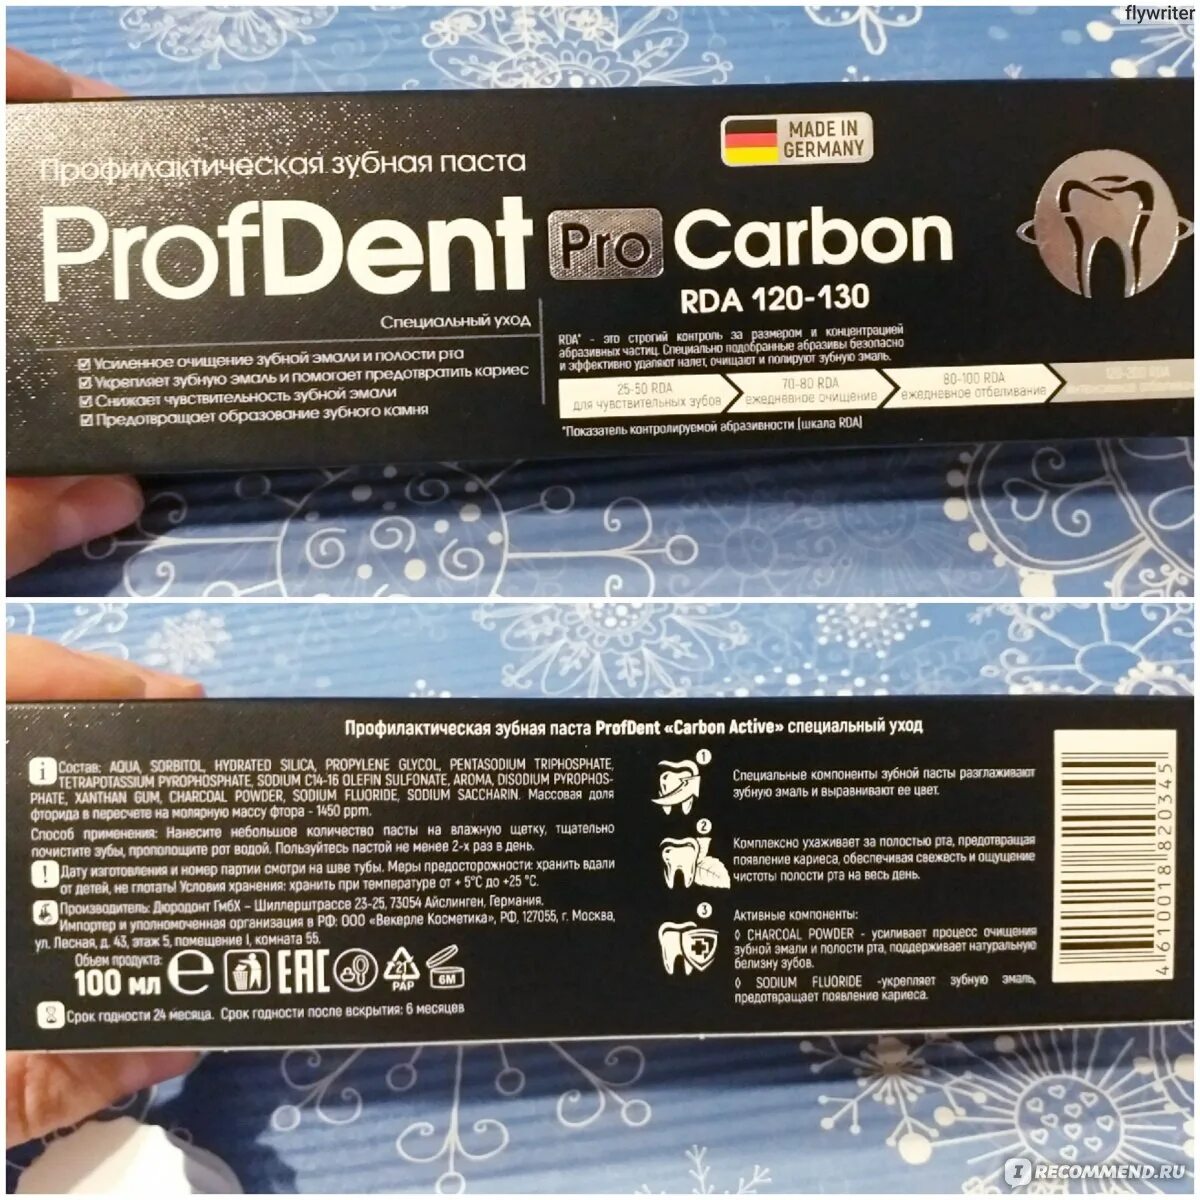 flywriter
MADE IN
GERMANY
Профилактическая зубная паста
ProfDent Pro Carbon
RDA 120-130
Специальный уход
Усиленное очищение зубной эмали и полости рта
Укрепляет зубную эмаль и помогает предотвратить кариес
Снижает чувствительность зубной эмали
Предотвращает образование зубного камня
RDA* - это строгий контроль за размером и концентрацией
абразивных частиц. Специально подобранные абразивы безопасно
и эффективно удаляют налет, очищают и полируют зубную эмаль.
25-50 RDA
для чувствительных зубов
70-80 RDA
ежедневное очищение
80-100 RDA
ежедневное отбеливание
120-200 RDA
*Показатель контролируемой абразивности (шкала RDA)
Профилактическая зубная паста ProfDent «Carbon Active» специальный уход
Состав: AQUA, SORBITOL, HYDRATED SILICA, PROPYLENE GLYCOL, PENTASODIUM TRIPHOSPHATE,
TETRAPOTASSIUM PYROPHOSPHATE, SODIUM C14-16 OLEFIN SULFONATE, AROMA, DISODIUM PYROPHOS-
PHATE, XANTHAN GUM, CHARCOAL POWDER, SODIUM FLUORIDE, SODIUM SACCHARIN. Массовая доля
фторида в пересчете на молярную массу фтора - 1450 ppm.
Способ применения: Нанесите небольшое количество пасты на влажную щетку, тщательно
почистите зубы, прополощите рот водой. Пользуйтесь пастой не менее 2-х раз в день.
Дату изготовления и номер партии смотри на шве тубы. Меры предосторожности: хранить вдали
от детей, не глотать! Условия хранения: хранить при температуре от + 5°С до +25 °С.
Производитель: Дюродонт ГмбХ – Шиллерштрассе 23-25, 73054 Айслинген, Германия.
Импортер и уполномоченная организация в РФ: ООО «Векерле Косметика», РФ, 127055, г. Москва,
ул. Лесная, д. 43, этаж 5, помещение I, комната 55.
Объем продукта:
100 мл
EAC
21
PAP
6M
Срок годности 24 месяца. Срок годности после вскрытия: 6 месяцев
1
Специальные компоненты зубной пасты разглаживают
зубную эмаль и выравнивают ее цвет.
2
Комплексно ухаживает за полостью рта, предотвращая
появление кариеса, обеспечивая свежесть и ощущение
чистоты полости рта на весь день.
3
Активные компоненты:
◊ CHARCOAL POWDER - усиливает процесс очищения
зубной эмали и полости рта, поддерживает натуральную
белизну зубов.
◊ SODIUM FLUORIDE -укрепляет зубную эмаль,
предотвращает появление кариеса.
4610018820345
I RECOMMEND.RU